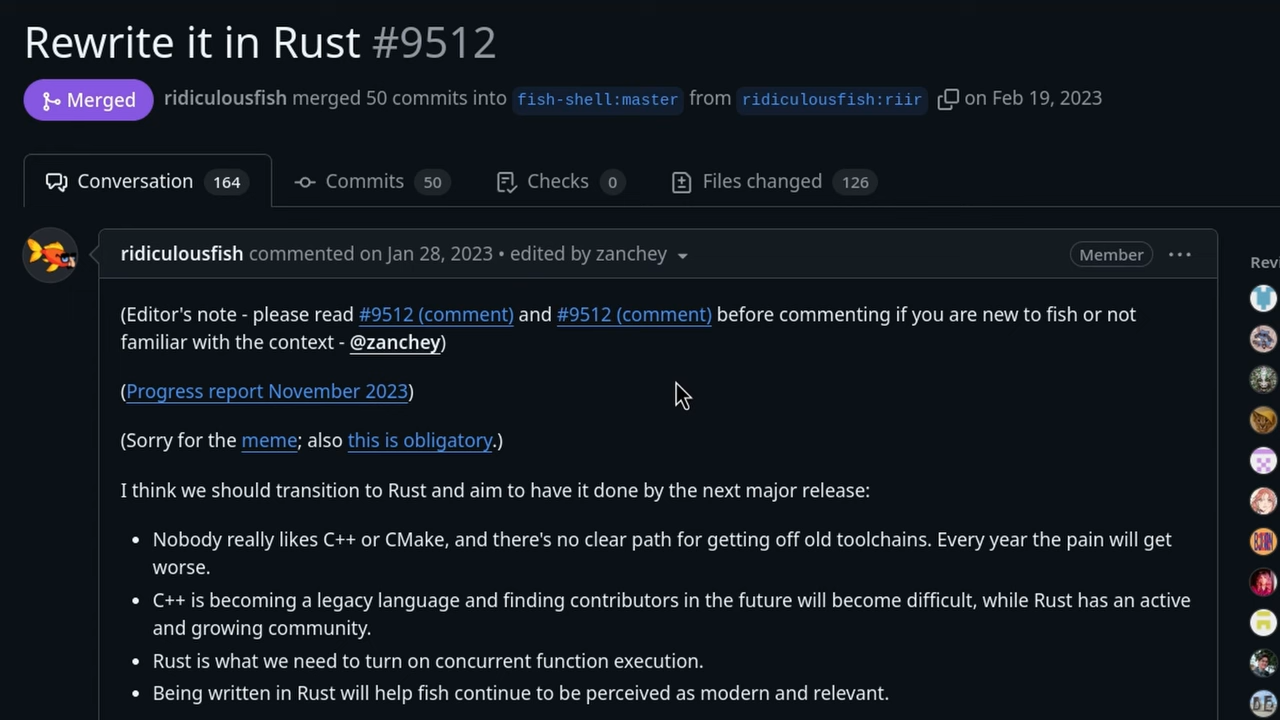 Rewrite it in Rust #9512
Merged ridiculousfish merged 50 commits into fish-shell:master from ridiculousfish:riir on Feb 19, 2023
Conversation 164 Commits 50 Checks 0 Files changed 126
ridiculousfish commented on Jan 28, 2023 • edited by zanchey Member
Revi
(Editor's note - please read #9512 (comment) and #9512 (comment) before commenting if you are new to fish or not
familiar with the context - @zanchey)
(Progress report November 2023)
(Sorry for the meme; also this is obligatory.)
I think we should transition to Rust and aim to have it done by the next major release:
• Nobody really likes C++ or CMake, and there's no clear path for getting off old toolchains. Every year the pain will get
worse.
• C++ is becoming a legacy language and finding contributors in the future will become difficult, while Rust has an active
and growing community.
• Rust is what we need to turn on concurrent function execution.
• Being written in Rust will help fish continue to be perceived as modern and relevant.